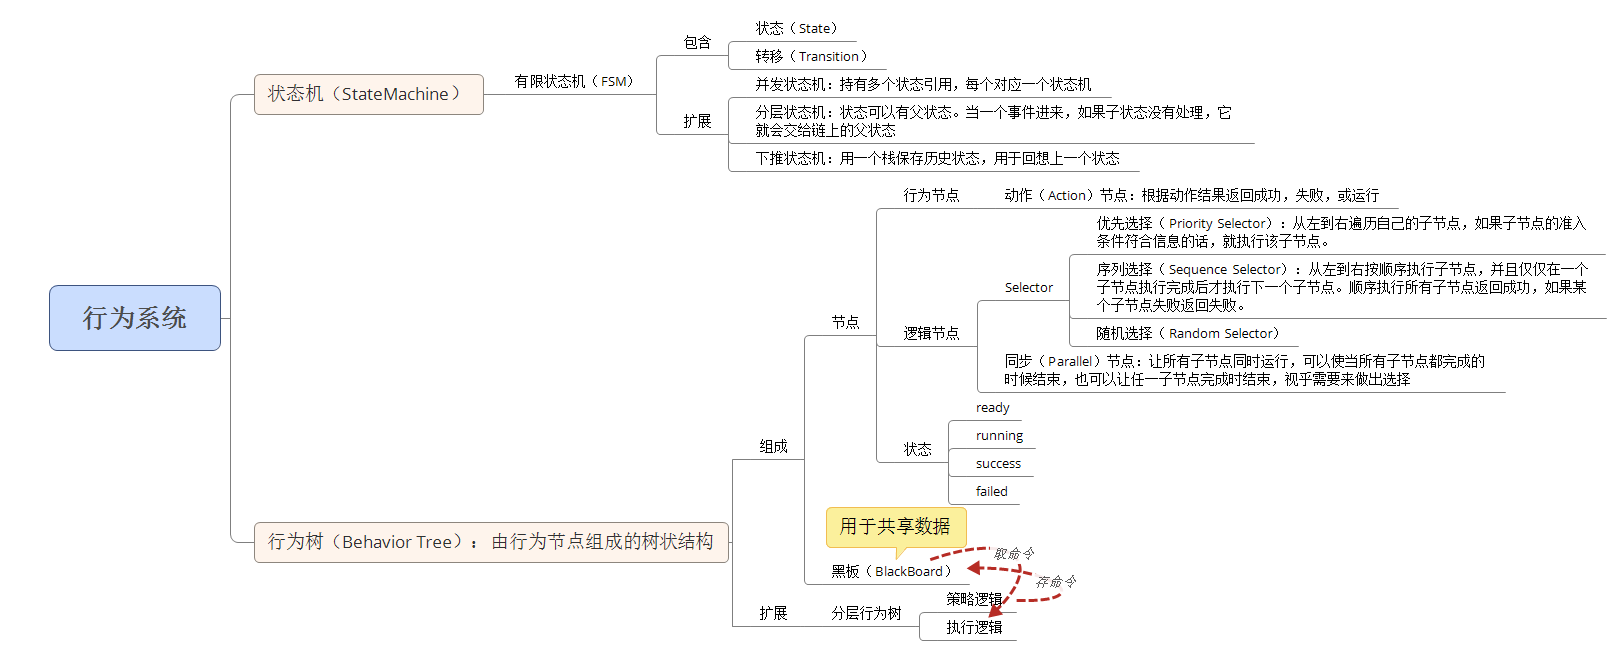 行为系统
状态机（StateMachine）
有限状态机（FSM）
包含
状态（State）
转移（Transition）
扩展
并发状态机：持有多个状态引用，每个对应一个状态机
分层状态机：状态可以有父状态。当一个事件进来，如果子状态没有处理，它
就会交给链上的父状态
下推状态机：用一个栈保存历史状态，用于回想上一个状态
行为树（Behavior Tree）：由行为节点组成的树状结构
组成
节点
行为节点
动作（Action）节点：根据动作结果返回成功，失败，或运行
逻辑节点
Selector
优先选择（Priority Selector）：从左到右遍历自己的子节点，如果子节点的准入
条件符合信息的话，就执行该子节点。
序列选择（Sequence Selector）：从左到右按顺序执行子节点，并且仅仅在一个
子节点执行完成后才执行下一个子节点。顺序执行所有子节点返回成功，如果某
个子节点失败返回失败。
随机选择（Random Selector）
同步（Parallel）节点：让所有子节点同时运行，可以使当所有子节点都完成的
时候结束，也可以让任一子节点完成时结束，视乎需要来做出选择
状态
ready
running
success
failed
用于共享数据
黑板（BlackBoard）
取命令
存命令
扩展
分层行为树
策略逻辑
执行逻辑